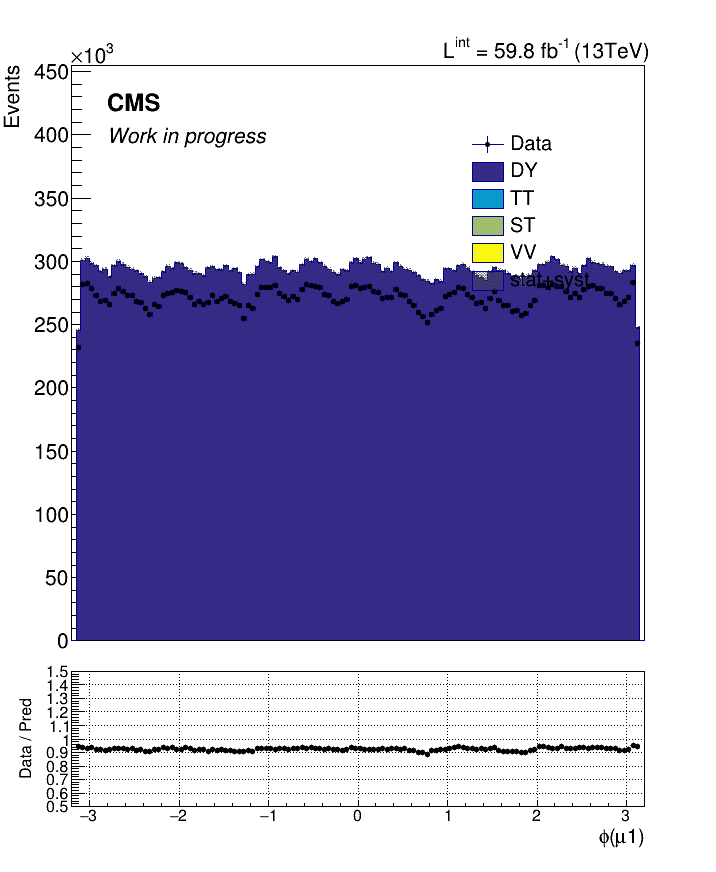 ×10³
L^int = 59.8 fb⁻¹ (13TeV)
Events
450
CMS
400
Work in progress
Data
DY
350
TT
ST
300
VV
stat+syst
250
200
150
100
50
0
1.5
1.4
1.3
1.2
1.1
1
0.9
0.8
0.7
0.6
0.5
Data / Pred
−3 −2 −1 0 1 2 3
ϕ(μ1)